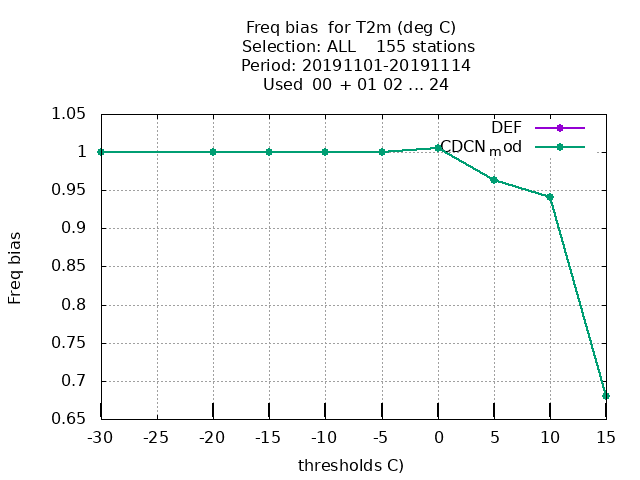 Freq bias  for T2m (deg C)
Selection: ALL    155 stations
Period: 20191101-20191114
Used  00  + 01 02 ... 24
1.05
1
0.95
0.9
0.85
0.8
0.75
0.7
0.65
Freq bias
DEF
CDCN_mod
-30 -25 -20 -15 -10 -5 0 5 10 15
thresholds C)